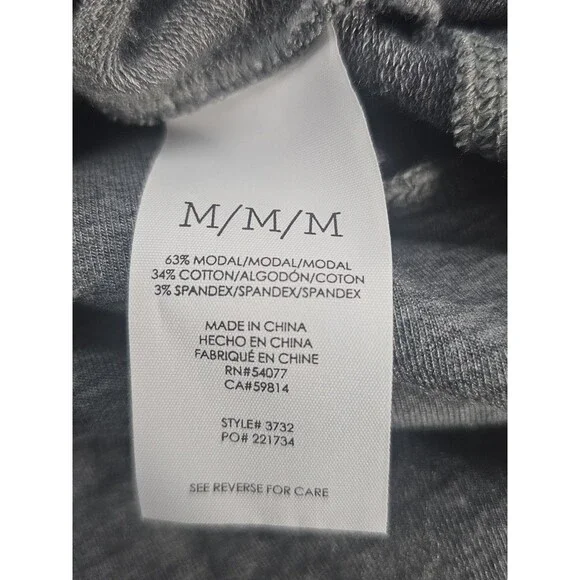 M/M/M
63% MODAL/MODAL/MODAL
34% COTTON/ALGODÓN/COTON
3% SPANDEX/SPANDEX/SPANDEX
MADE IN CHINA
HECHO EN CHINA
FABRIQUÉ EN CHINE
RN#54077
CA#59814
STYLE# 3732
PO# 221734
SEE REVERSE FOR CARE